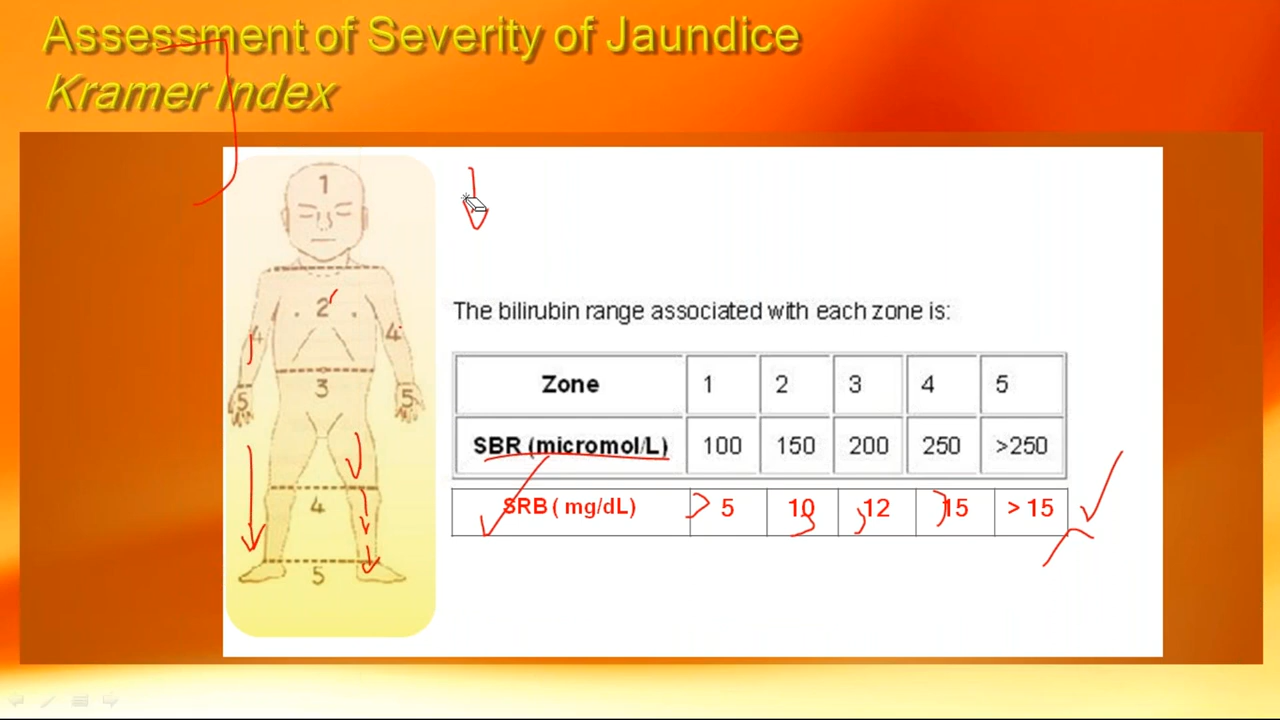 Assessment of Severity of Jaundice
Kramer Index
1
2
4 4
5 3 5
4
5
The bilirubin range associated with each zone is:
Zone 1 2 3 4 5
SBR (micromol/L) 100 150 200 250 >250
SRB ( mg/dL) 5 10 12 15 > 15